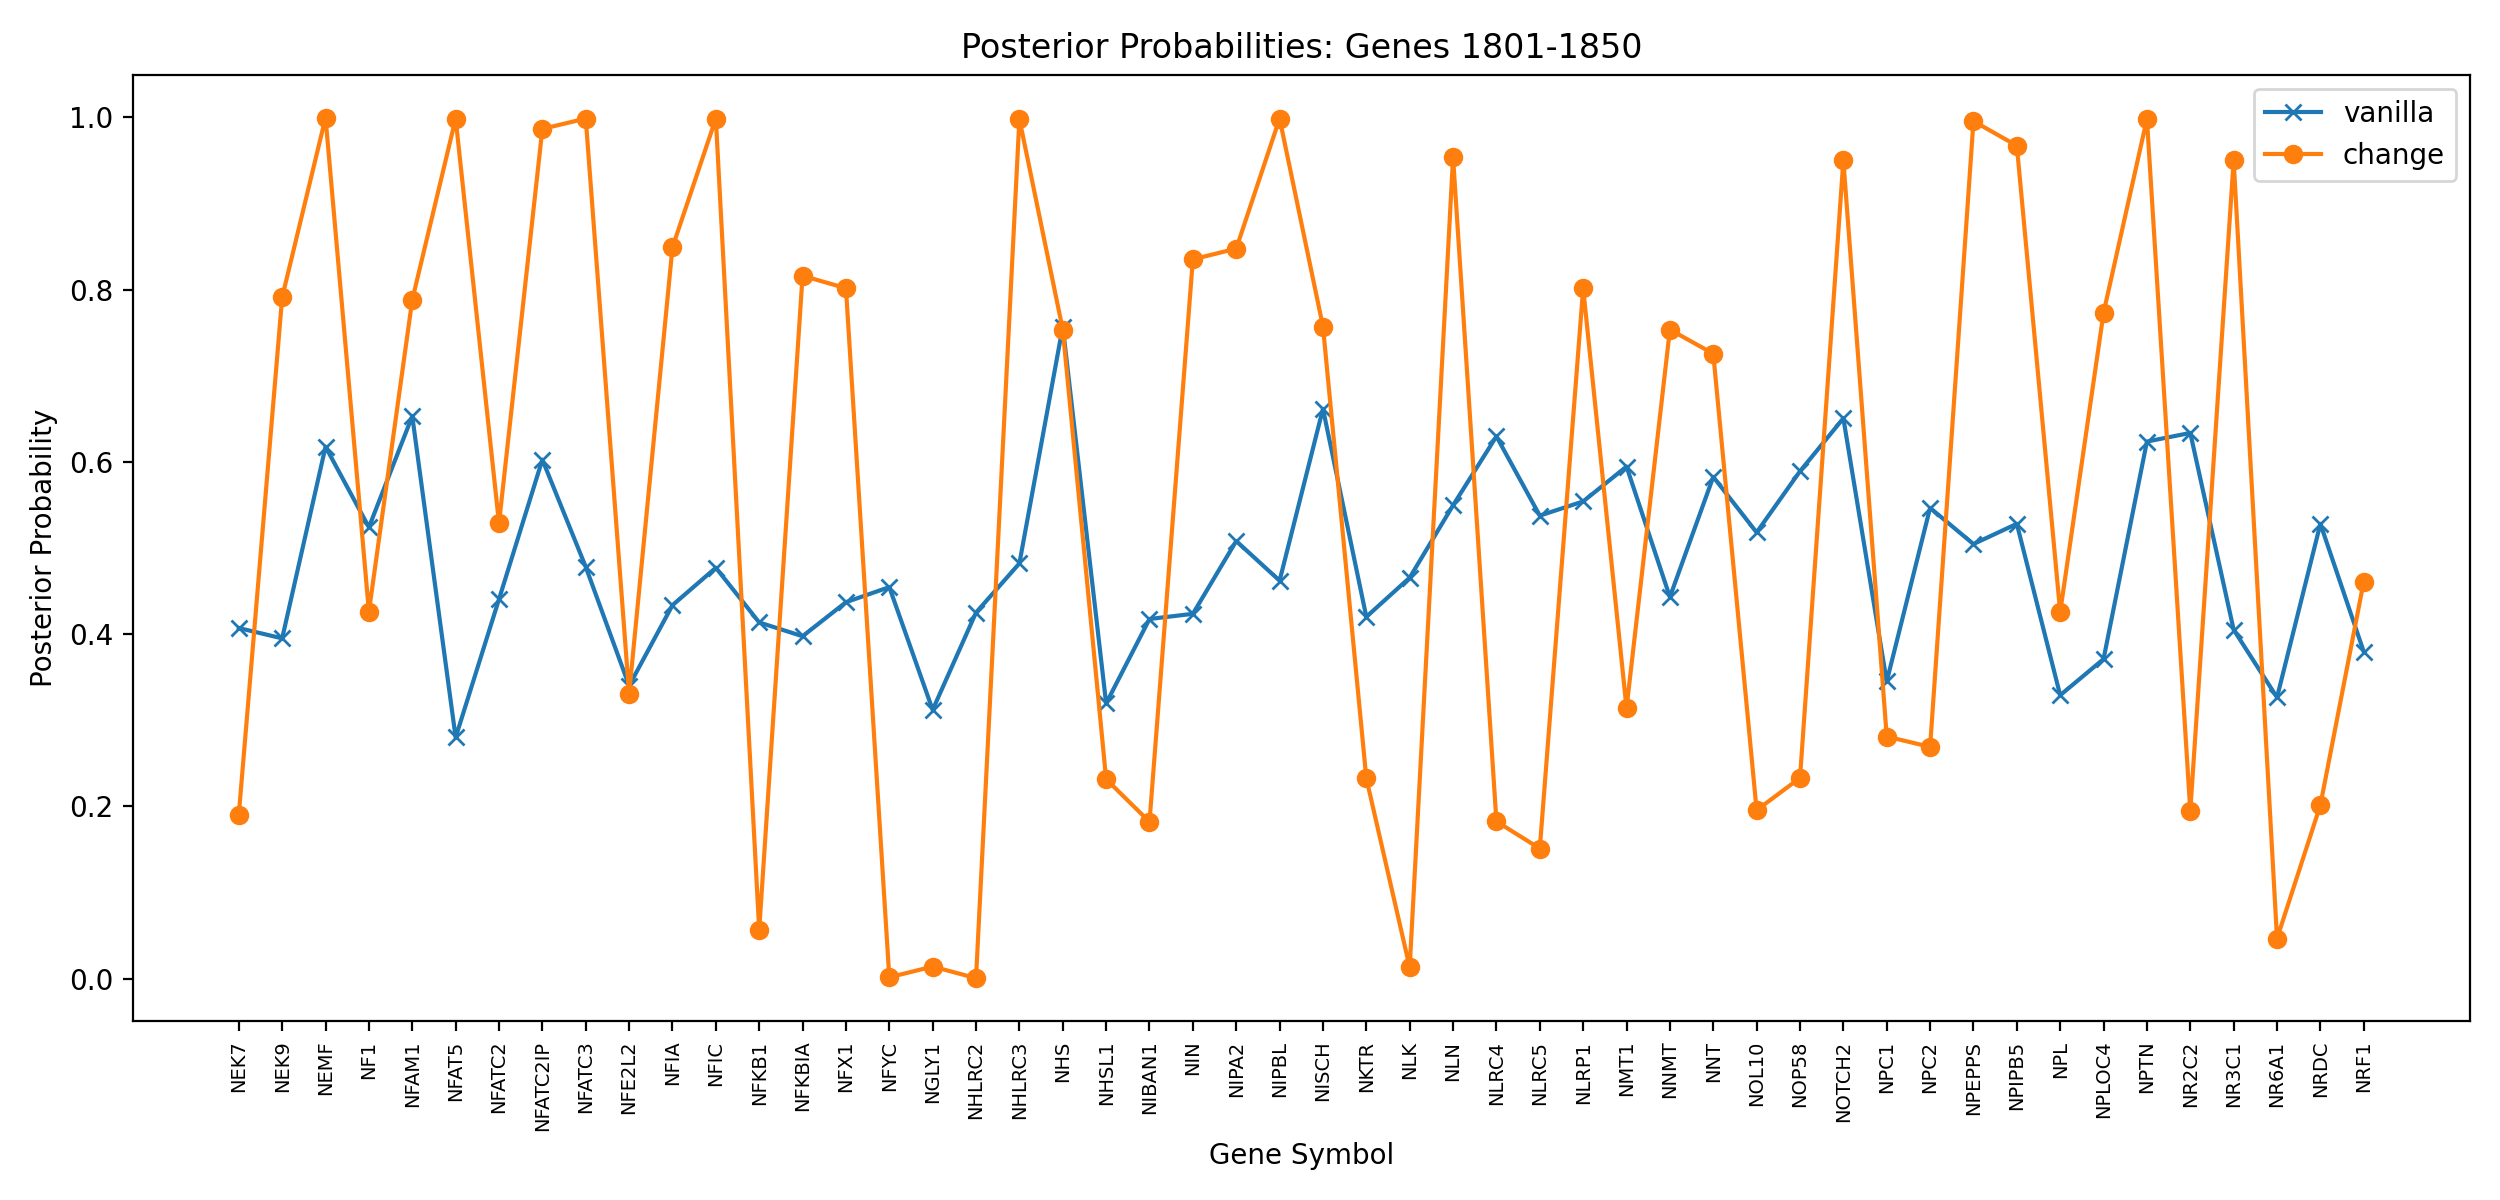 Posterior Probabilities: Genes 1801-1850
vanilla
change
Posterior Probability
1.0
0.8
0.6
0.4
0.2
0.0
NEK7
NEK9
NEMF
NF1
NFAM1
NFAT5
NFATC2
NFATC2IP
NFATC3
NFE2L2
NFIA
NFIC
NFKB1
NFKBIA
NFX1
NFYC
NGLY1
NHLRC2
NHLRC3
NHS
NHSL1
NIBAN1
NIN
NIPA2
NIPBL
NISCH
NKTR
NLK
NLN
NLRC4
NLRC5
NLRP1
NMT1
NNMT
NNT
NOL10
NOP58
NOTCH2
NPC1
NPC2
NPEPPS
NPIPB5
NPL
NPLOC4
NPTN
NR2C2
NR3C1
NR6A1
NRDC
NRF1
Gene Symbol